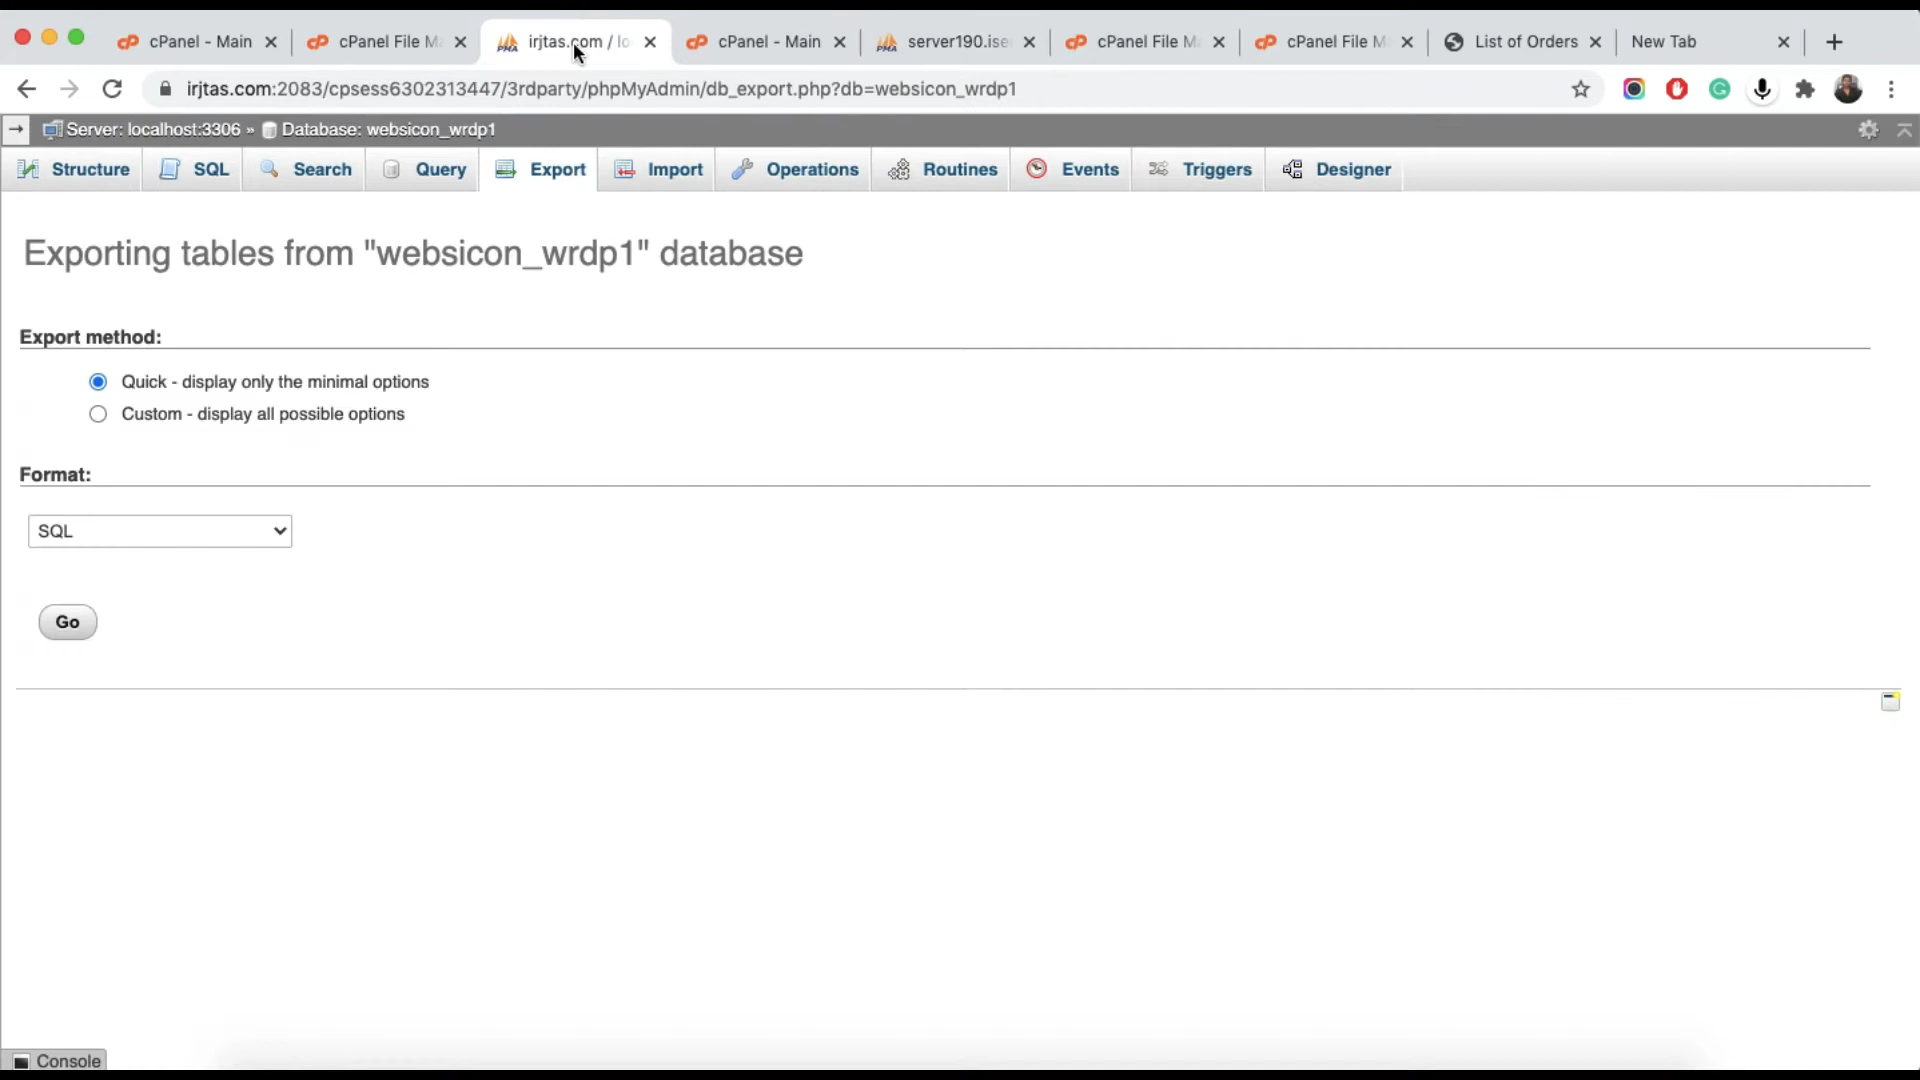 cPanel - Main
cPanel File Ma
irjtas.com / lo
cPanel - Main
server190.ise
cPanel File Ma
cPanel File M
List of Orders
New Tab
irjtas.com:2083/cpsess6302313447/3rdparty/phpMyAdmin/db_export.php?db=websicon_wrdp1
Server: localhost:3306 » Database: websicon_wrdp1
Structure SQL Search Query Export Import Operations Routines Events Triggers Designer
Exporting tables from "websicon_wrdp1" database
Export method:
Quick - display only the minimal options
Custom - display all possible options
Format:
SQL
Go
Console